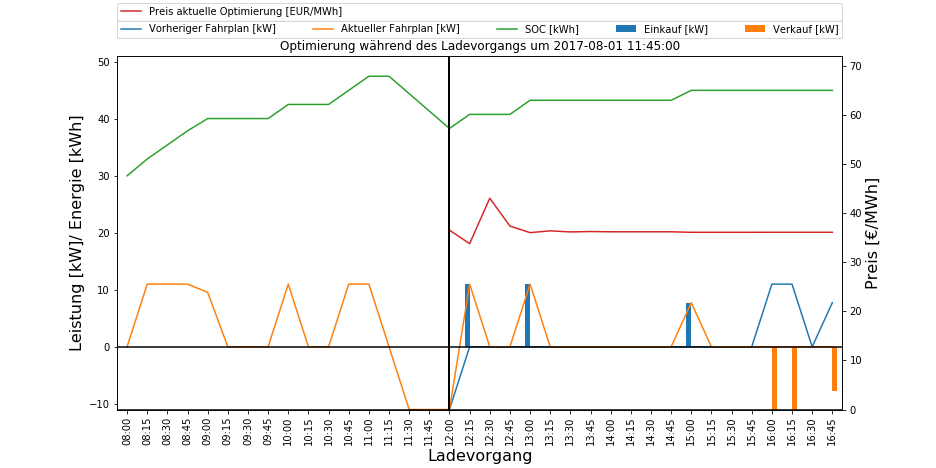 Preis aktuelle Optimierung [EUR/MWh]
Vorheriger Fahrplan [kW] Aktueller Fahrplan [kW] SOC [kWh] Einkauf [kW] Verkauf [kW]
Optimierung während des Ladevorgangs um 2017-08-01 11:45:00
Leistung [kW]/ Energie [kWh]
50
40
30
20
10
0
−10
70
60
50
40
30
20
10
0
Preis [€/MWh]
08:00 08:15 08:30 08:45 09:00 09:15 09:30 09:45 10:00 10:15 10:30 10:45 11:00 11:15 11:30 11:45 12:00 12:15 12:30 12:45 13:00 13:15 13:30 13:45 14:00 14:15 14:30 14:45 15:00 15:15 15:30 15:45 16:00 16:15 16:30 16:45
Ladevorgang